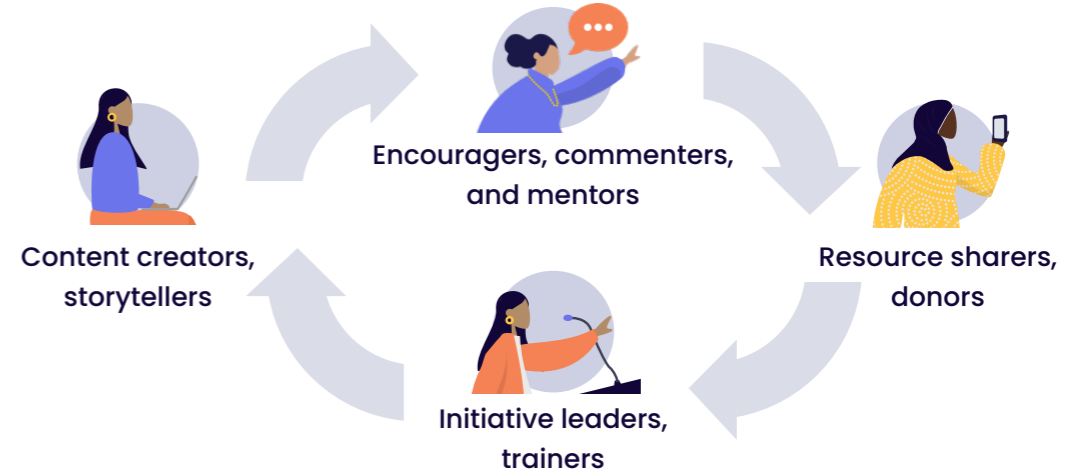 Encouragers, commenters,
and mentors
Content creators,
storytellers
Resource sharers,
donors
Initiative leaders,
trainers